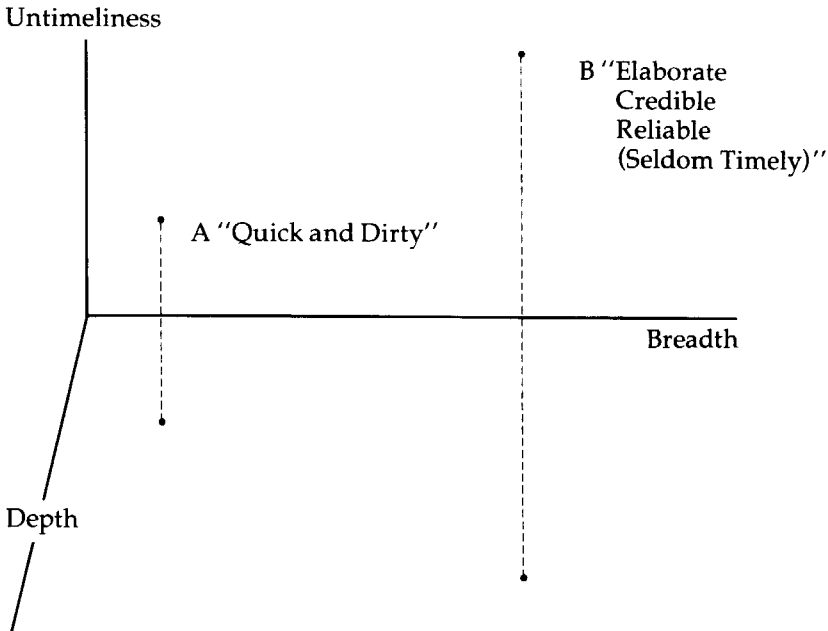 Untimeliness
B "Elaborate
Credible
Reliable
(Seldom Timely)"
A "Quick and Dirty"
Breadth
Depth